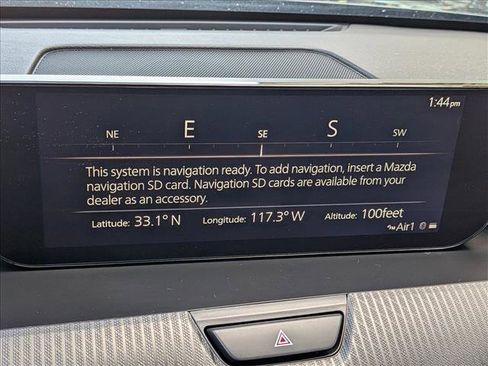 1:44pm
NE E SE S SW
This system is navigation ready. To add navigation, insert a Mazda
navigation SD card. Navigation SD cards are available from your
dealer as an accessory.
Latitude: 33.1° N Longitude: 117.3° W Altitude: 100feet
Air1